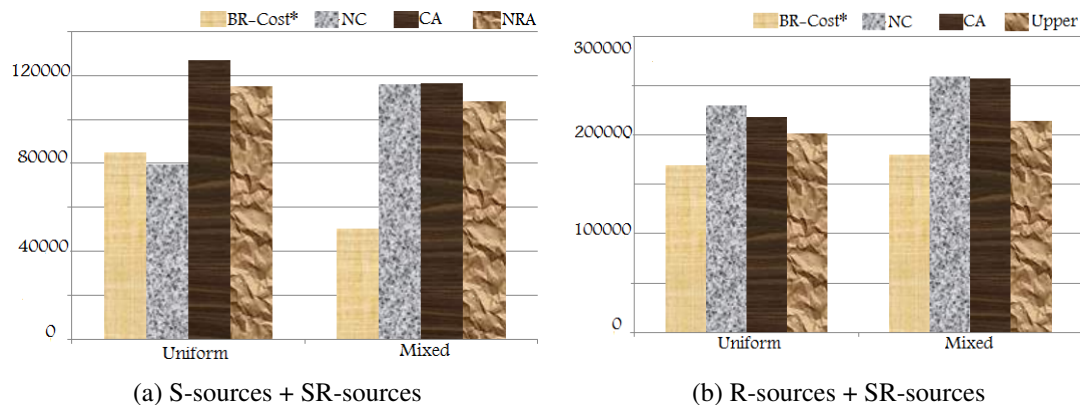 BR-Cost* NC CA NRA
120000
80000
40000
0
Uniform Mixed
(a) S-sources + SR-sources
BR-Cost* NC CA Upper
300000
200000
100000
0
Uniform Mixed
(b) R-sources + SR-sources